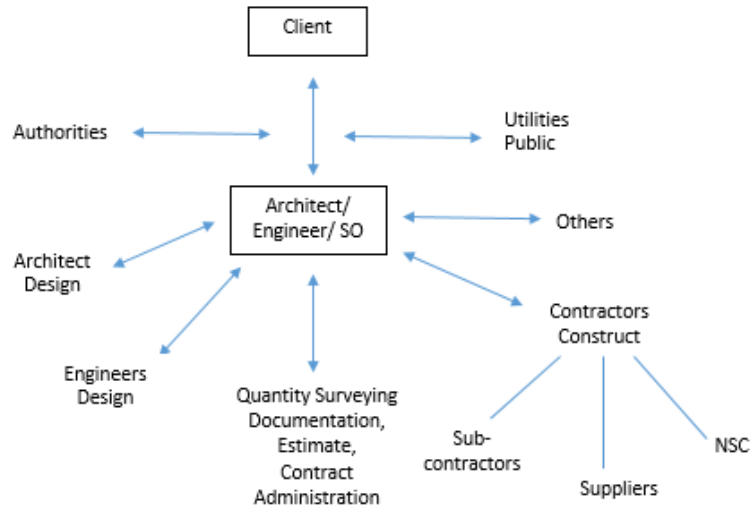 Client
Authorities
Utilities
Public
Architect/
Engineer/ SO
Others
Architect
Design
Contractors
Construct
Engineers
Design
Quantity Surveying
Documentation,
Estimate,
Contract
Administration
Sub-
contractors
Suppliers
NSC